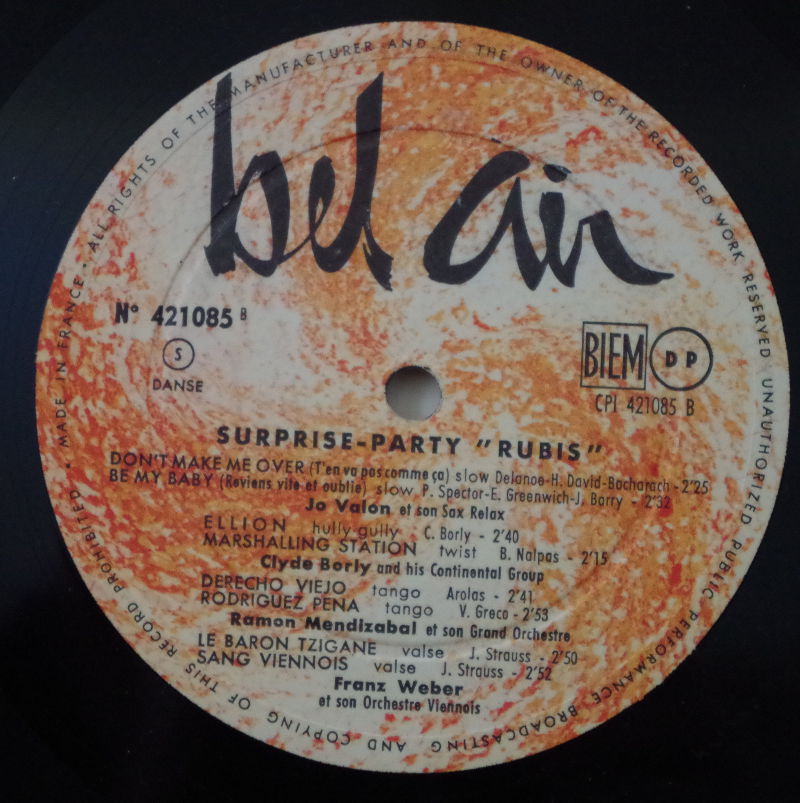 MADE IN FRANCE • ALL RIGHTS OF THE MANUFACTURER AND OF THE OWNER OF THE RECORDED WORK RESERVED UNAUTHORIZED PUBLIC PERFORMANCE BROADCASTING AND COPYING OF THIS RECORD PROHIBITED •
bel air
N° 421085 B
S
DANSE
BIEM DP
CPI 421085 B
SURPRISE-PARTY "RUBIS"
DON'T MAKE ME OVER (T'en va pas comme ça) slow Delanoe-H. David-Bacharach - 2'25
BE MY BABY (Reviens vite et oublie) slow P. Spector-E. Greenwich-J. Barry - 2'32
Jo Valon et son Sax Relax
ELLION hully-gully C. Borly - 2'40
MARSHALLING STATION twist B. Nalpas - 2'15
Clyde Borly and his Continental Group
DERECHO VIEJO tango Arolas - 2'41
RODRIGUEZ PENA tango V. Greco - 2'53
Ramon Mendizabal et son Grand Orchestre
LE BARON TZIGANE valse J. Strauss - 2'50
SANG VIENNOIS valse J. Strauss - 2'52
Franz Weber
et son Orchestre Viennois